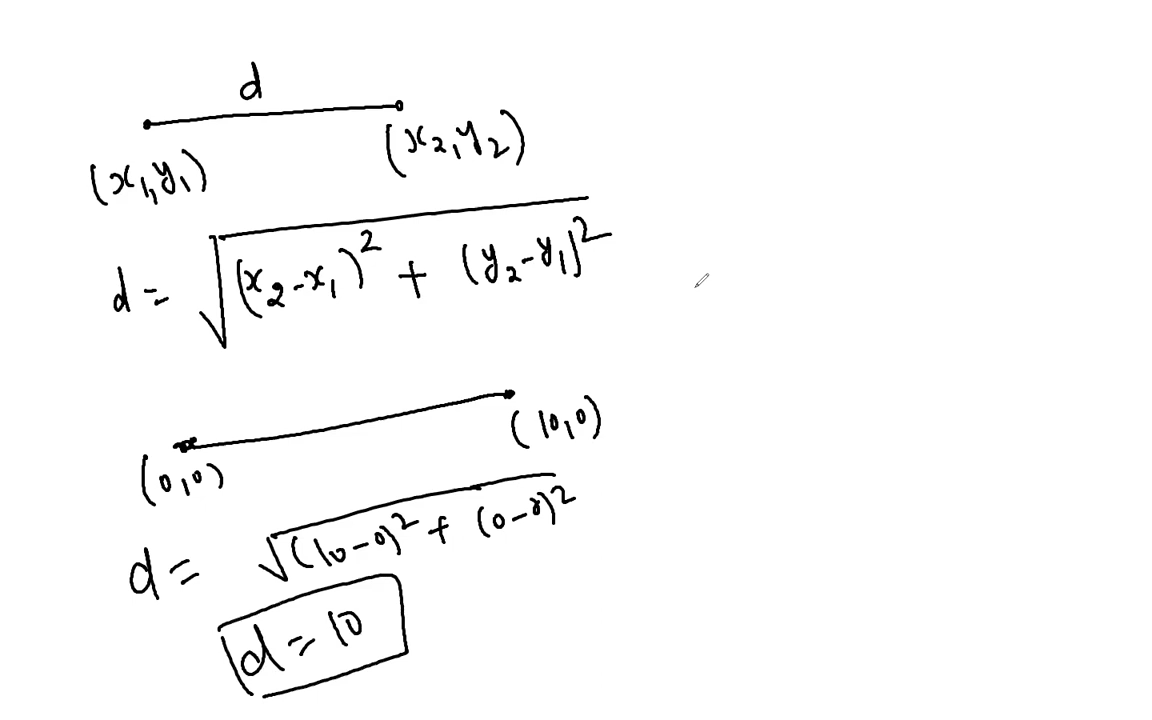 d
(x₁,y₁) (x₂,y₂)
d = √((x₂-x₁)² + (y₂-y₁)²)
(0,0) (10,0)
d = √((10-0)² + (0-0)²)
d = 10